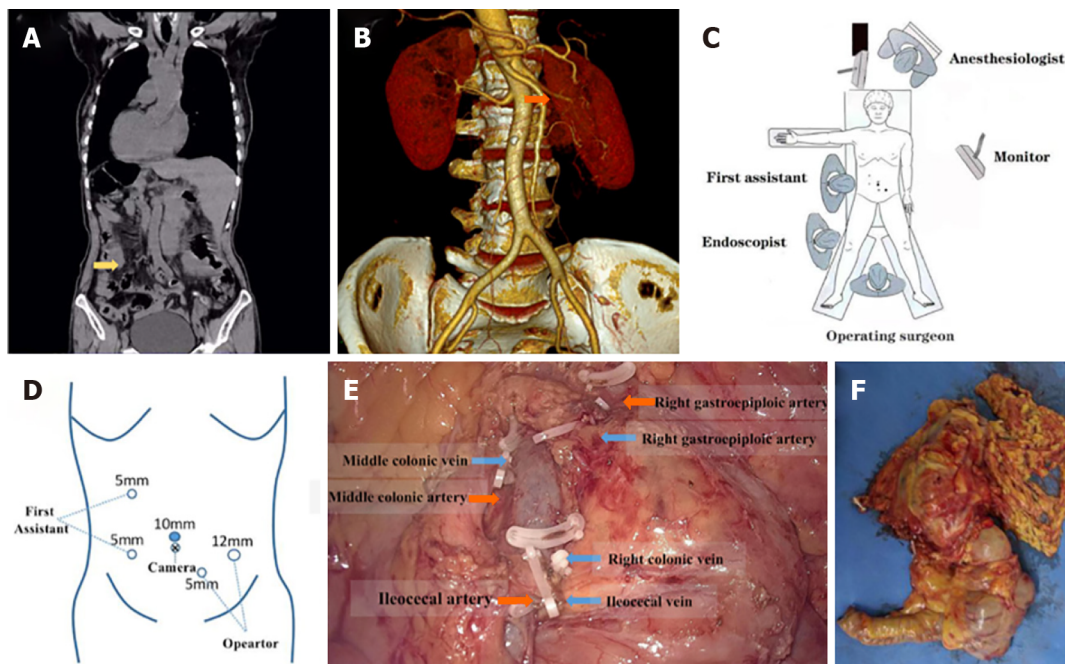 A
B
C
Anesthesiologist
Monitor
First assistant
Endoscopist
Operating surgeon
D
5mm
First
Assistant
10mm
5mm
12mm
Camera
5mm
Opeartor
E
Right gastroepiploic artery
Right gastroepiploic artery
Middle colonic vein
Middle colonic artery
Right colonic vein
Ileocecal artery
Ileocecal vein
F